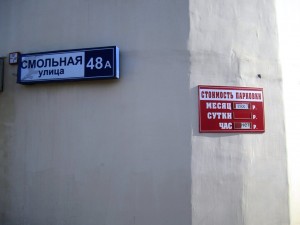 СМОЛЬНАЯ
улица
48А
СТОИМОСТЬ ПАРКОВКИ
МЕСЯЦ Р.
СУТКИ Р.
ЧАС Р.